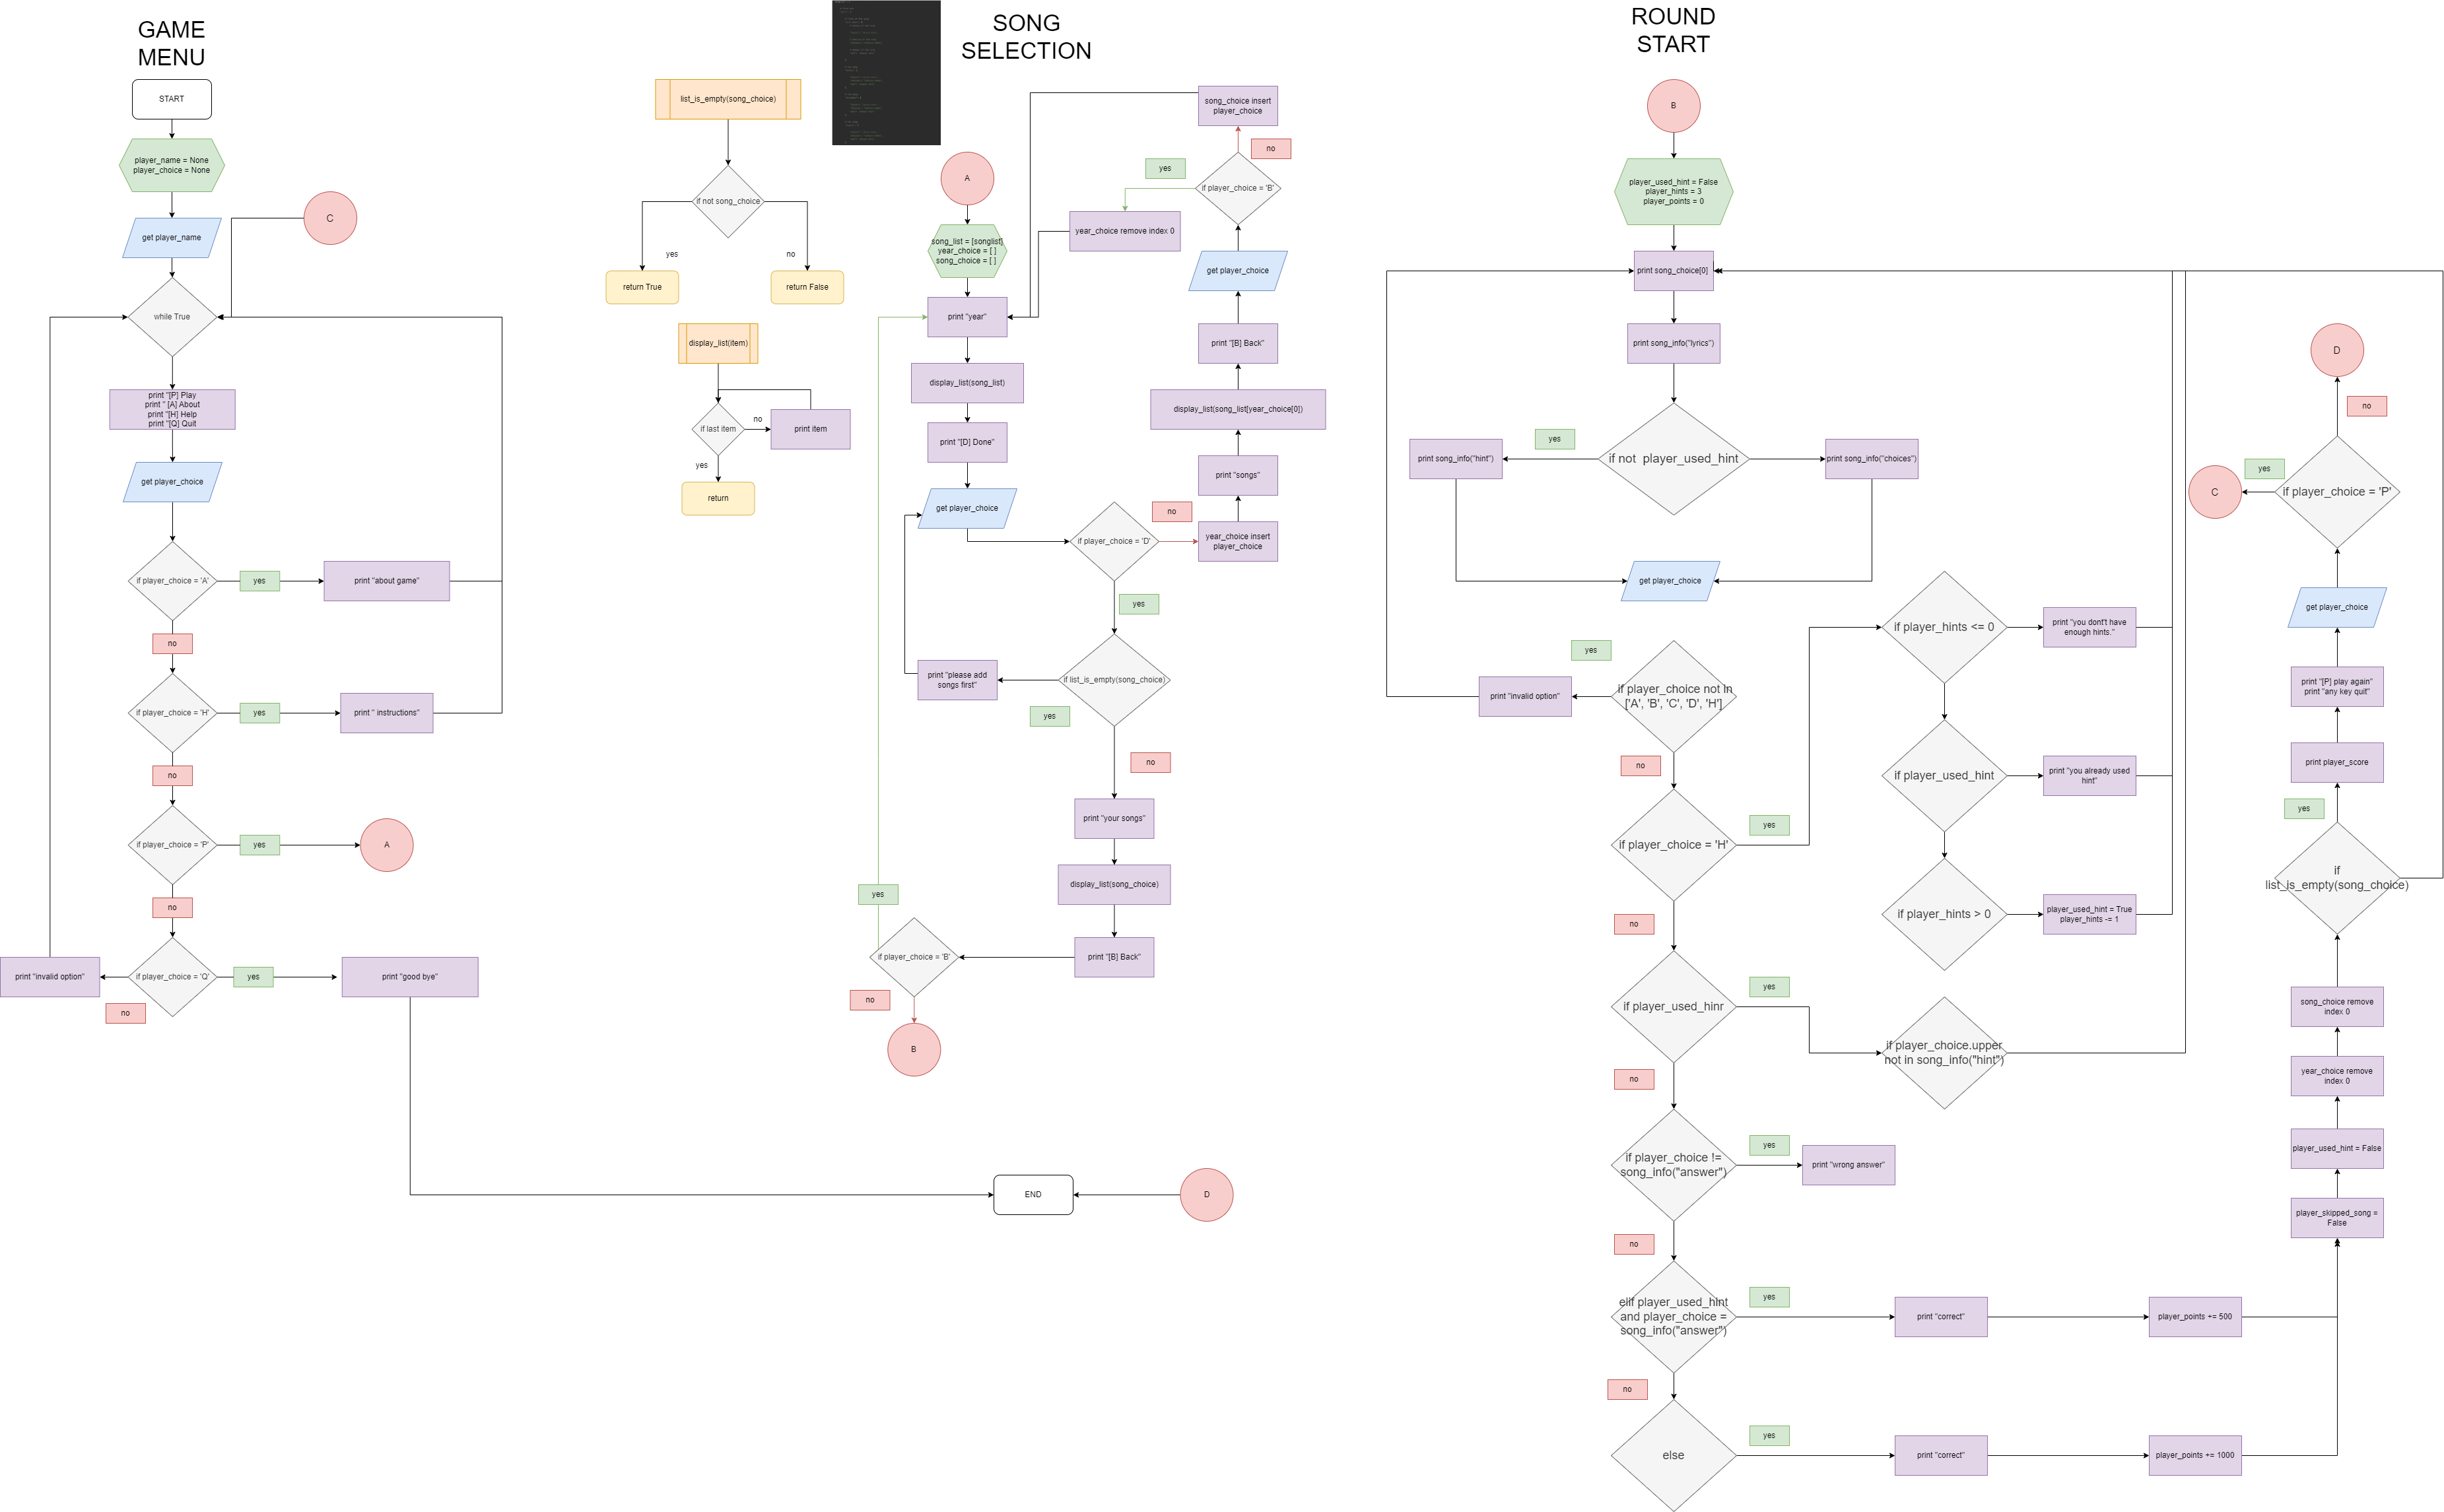 GAME
MENU
START
player_name = None
player_choice = None
C
get player_name
while True
print "[P] Play
print " [A] About
print "[H] Help
print "[Q] Quit
get player_choice
if player_choice = 'A'
yes
print "about game"
no
if player_choice = 'H'
yes
print " instructions"
no
if player_choice = 'P'
yes
A
no
if player_choice = 'Q'
yes
print "good bye"
print "invalid option"
no
list_is_empty(song_choice)
if not song_choice
yes
no
return True
return False
display_list(item)
if last item
no
print item
yes
return
SONG
SELECTION
A
song_list = [songlist]
year_choice = [ ]
song_choice = [ ]
print "year"
display_list(song_list)
print "[D] Done"
get player_choice
if player_choice = 'D'
no
year_choice insert
player_choice
print "songs"
display_list(song_list[year_choice[0])
print "[B] Back"
get player_choice
if player_choice = 'B'
yes
no
year_choice remove index 0
song_choice insert
player_choice
yes
if list_is_empty(song_choice)
print "please add
songs first"
yes
no
print "your songs"
display_list(song_choice)
print "[B] Back"
if player_choice = 'B'
yes
no
B
END
D
ROUND
START
B
player_used_hint = False
player_hints = 3
player_points = 0
print song_choice[0]
print song_info("lyrics")
if not  player_used_hint
yes
print song_info("hint")
print song_info("choices")
get player_choice
if player_choice not in
['A', 'B', 'C', 'D', 'H']
yes
print "invalid option"
no
if player_choice = 'H'
yes
if player_hints <= 0
print "you dont't have
enough hints."
if player_used_hint
print "you already used
hint"
if player_hints > 0
player_used_hint = True
player_hints -= 1
no
if player_used_hinr
yes
if player_choice.upper
not in song_info("hint")
no
if player_choice !=
song_info("answer")
yes
print "wrong answer"
no
elif player_used_hint
and player_choice =
song_info("answer")
yes
print "correct"
player_points += 500
no
else
yes
print "correct"
player_points += 1000
player_skipped_song =
False
player_used_hint = False
year_choice remove
index 0
song_choice remove
index 0
if
list_is_empty(song_choice)
yes
print player_score
print "[P] play again"
print "any key quit"
get player_choice
if player_choice = 'P'
yes
C
no
D